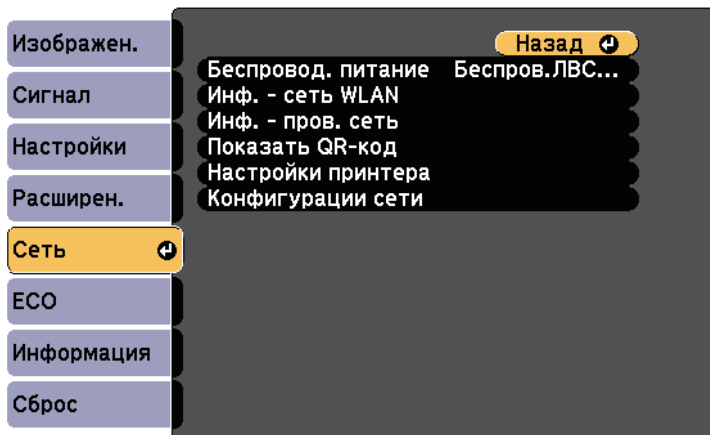 Изображен.
Сигнал
Настройки
Расширен.
Сеть
ECO
Информация
Сброс
Назад
Беспровод. питание Беспров.ЛВС...
Инф. - сеть WLAN
Инф. - пров. сеть
Показать QR-код
Настройки принтера
Конфигурации сети